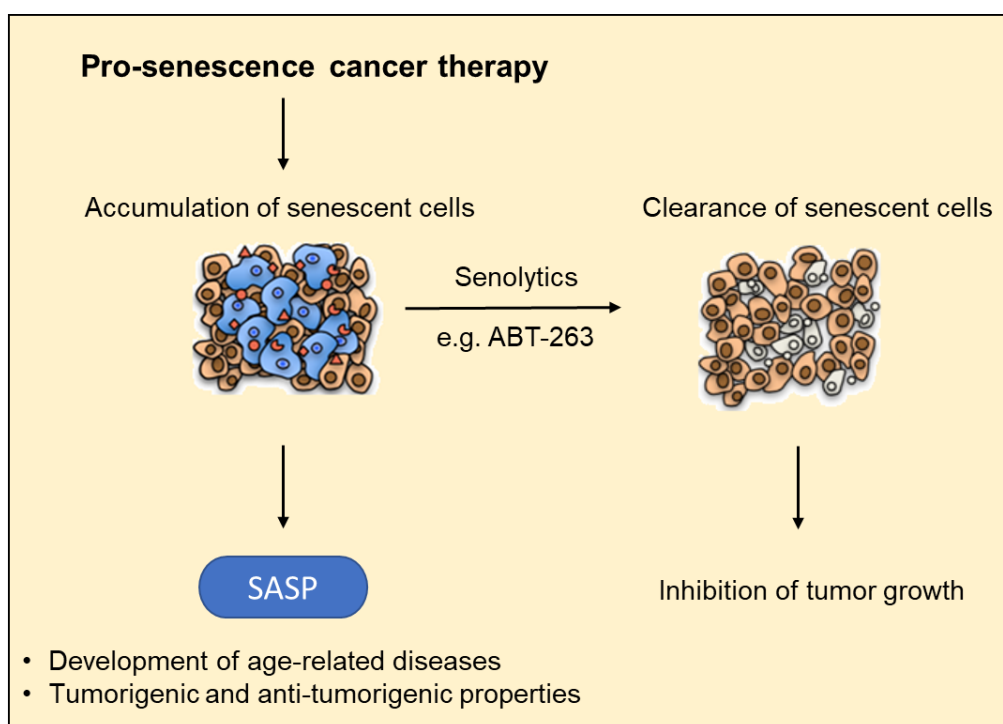 Pro-senescence cancer therapy
Accumulation of senescent cells
Clearance of senescent cells
Senolytics
e.g. ABT-263
SASP
Inhibition of tumor growth
• Development of age-related diseases
• Tumorigenic and anti-tumorigenic properties